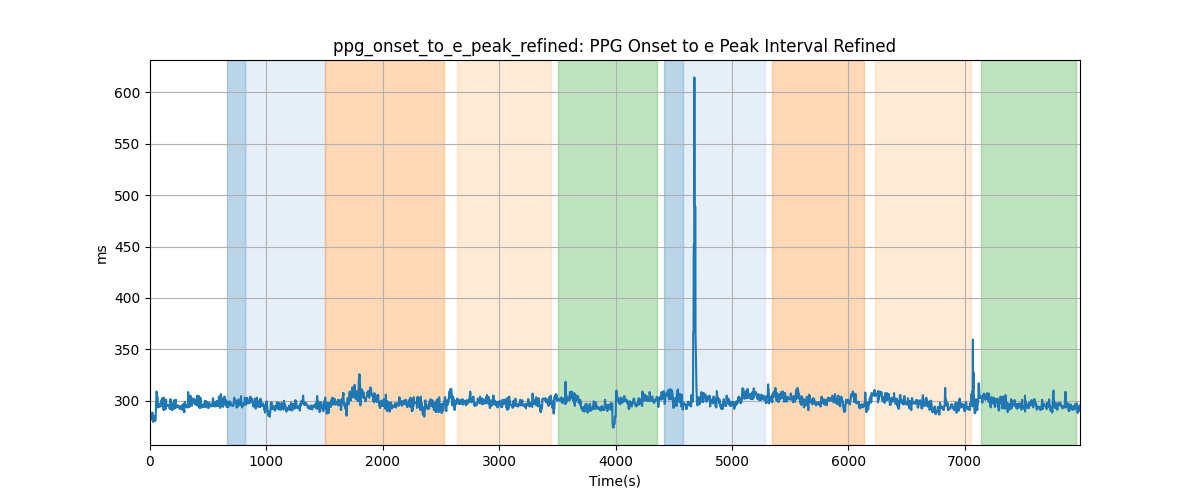 ppg_onset_to_e_peak_refined: PPG Onset to e Peak Interval Refined
600
550
500
450
400
350
300
ms
0 1000 2000 3000 4000 5000 6000 7000
Time(s)